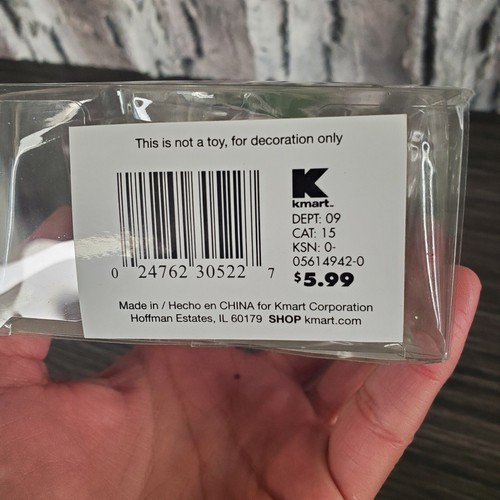 This is not a toy, for decoration only
K
kmart.
DEPT: 09
CAT: 15
KSN: 0-
05614942-0
$5.99
0 24762 30522 7
Made in / Hecho en CHINA for Kmart Corporation
Hoffman Estates, IL 60179 SHOP kmart.com